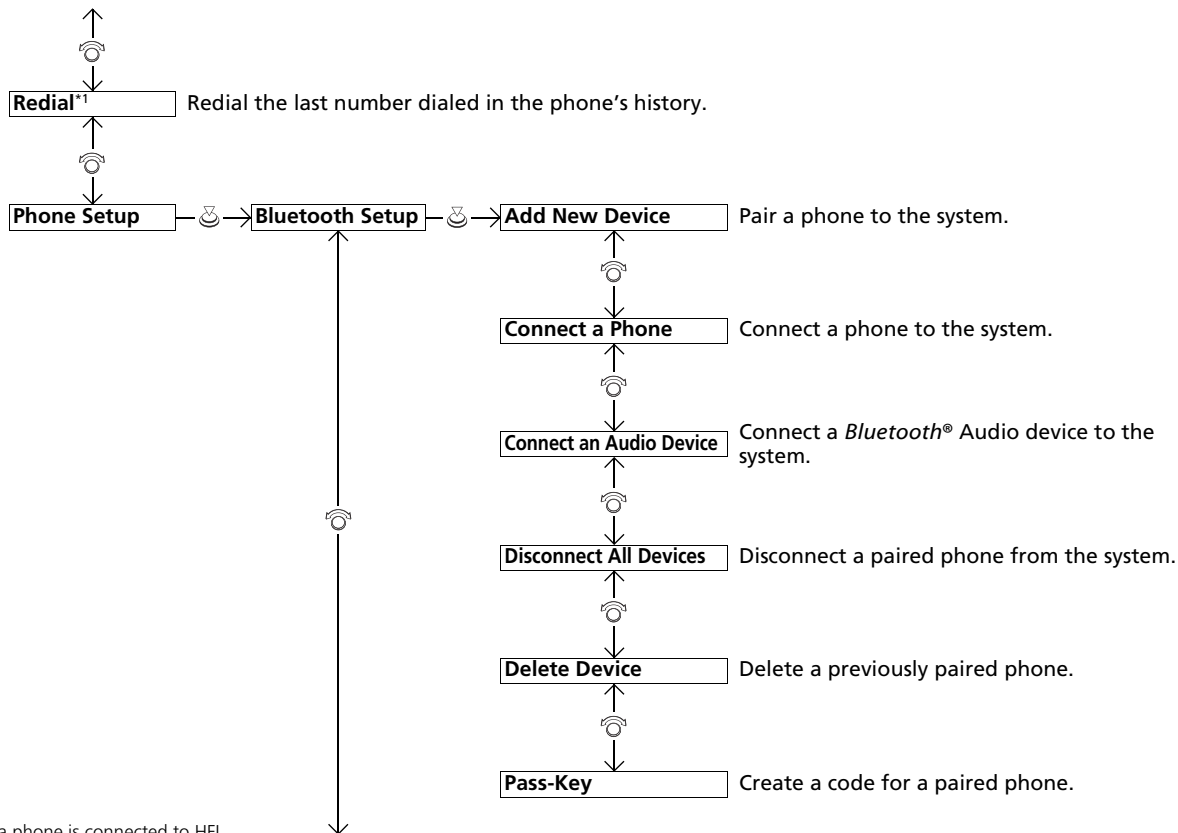 Redial*1 Redial the last number dialed in the phone's history.
Phone Setup Bluetooth Setup Add New Device Pair a phone to the system.
Connect a Phone Connect a phone to the system.
Connect an Audio Device Connect a Bluetooth® Audio device to the
system.
Disconnect All Devices Disconnect a paired phone from the system.
Delete Device Delete a previously paired phone.
Pass-Key Create a code for a paired phone.
a phone is connected to HFL